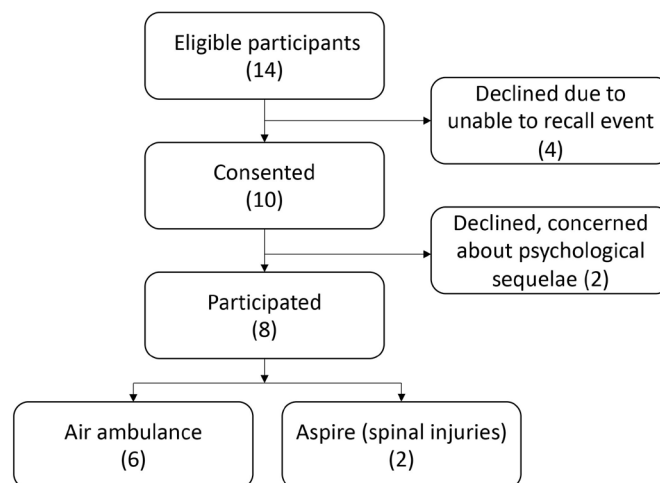 Eligible participants
(14)
Declined due to
unable to recall event
(4)
Consented
(10)
Declined, concerned
about psychological
sequelae (2)
Participated
(8)
Air ambulance
(6)
Aspire (spinal injuries)
(2)